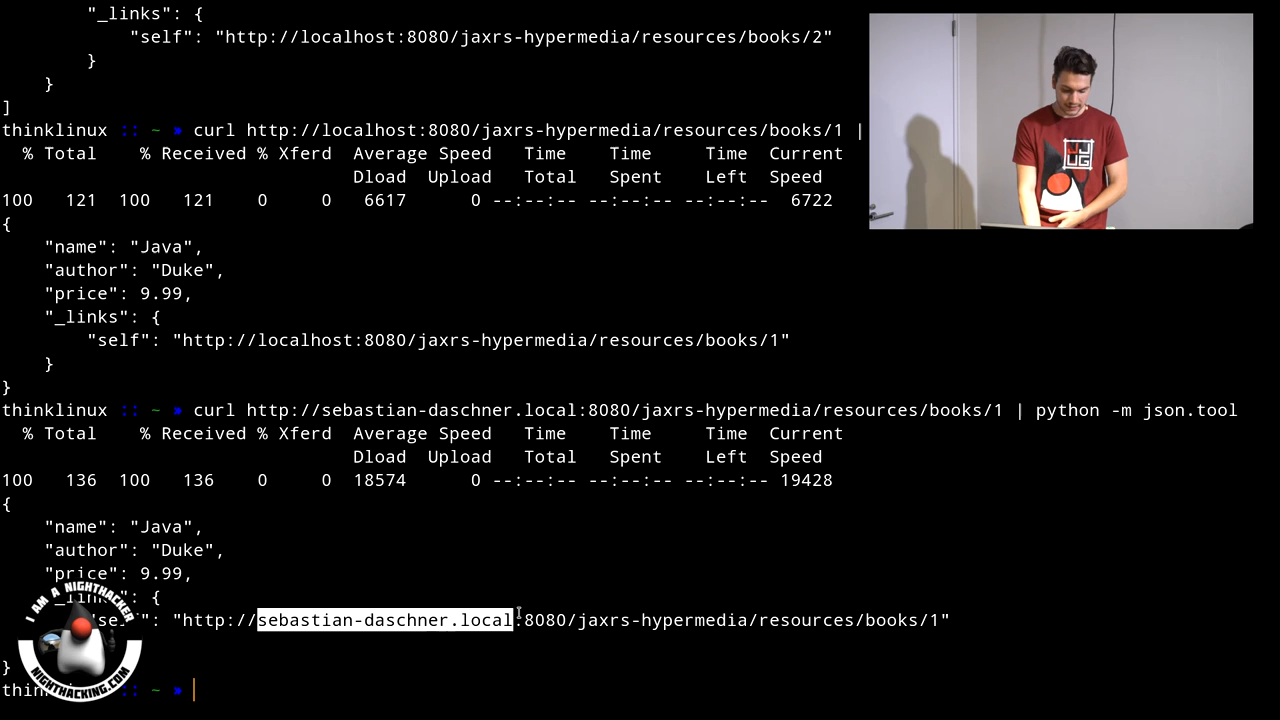 "_links": {
"self": "http://localhost:8080/jaxrs-hypermedia/resources/books/2"
}
}
]
thinklinux :: ~ » curl http://localhost:8080/jaxrs-hypermedia/resources/books/1 |
% Total % Received % Xferd Average Speed Time Time Time Current
Dload Upload Total Spent Left Speed
100 121 100 121 0 0 6617 0 --:--:-- --:--:-- --:--:-- 6722
{
"name": "Java",
"author": "Duke",
"price": 9.99,
"_links": {
"self": "http://localhost:8080/jaxrs-hypermedia/resources/books/1"
}
}
thinklinux :: ~ » curl http://sebastian-daschner.local:8080/jaxrs-hypermedia/resources/books/1 | python -m json.tool
% Total % Received % Xferd Average Speed Time Time Time Current
Dload Upload Total Spent Left Speed
100 136 100 136 0 0 18574 0 --:--:-- --:--:-- --:--:-- 19428
{
"name": "Java",
"author": "Duke",
"price": 9.99,
"_links": {
"self": "http://sebastian-daschner.local:8080/jaxrs-hypermedia/resources/books/1"
}
:: ~ »
I AM A NIGHTHACKER
NIGHTHACKING.COM